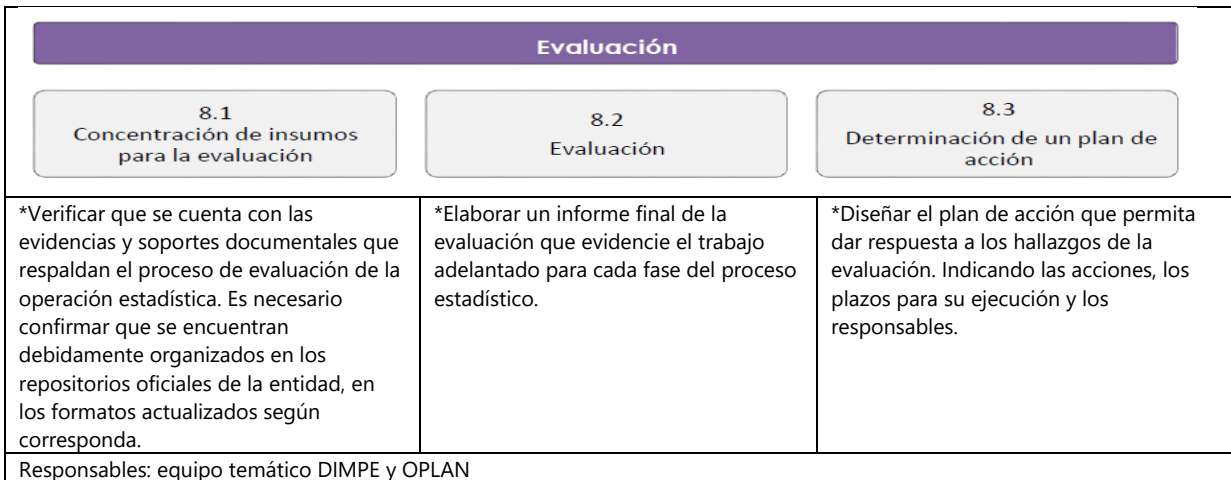 Evaluación
8.1
Concentración de insumos
para la evaluación
8.2
Evaluación
8.3
Determinación de un plan de
acción
*Verificar que se cuenta con las
evidencias y soportes documentales que
respaldan el proceso de evaluación de la
operación estadística. Es necesario
confirmar que se encuentran
debidamente organizados en los
repositorios oficiales de la entidad, en
los formatos actualizados según
corresponda.
*Elaborar un informe final de la
evaluación que evidencie el trabajo
adelantado para cada fase del proceso
estadístico.
*Diseñar el plan de acción que permita
dar respuesta a los hallazgos de la
evaluación. Indicando las acciones, los
plazos para su ejecución y los
responsables.
Responsables: equipo temático DIMPE y OPLAN